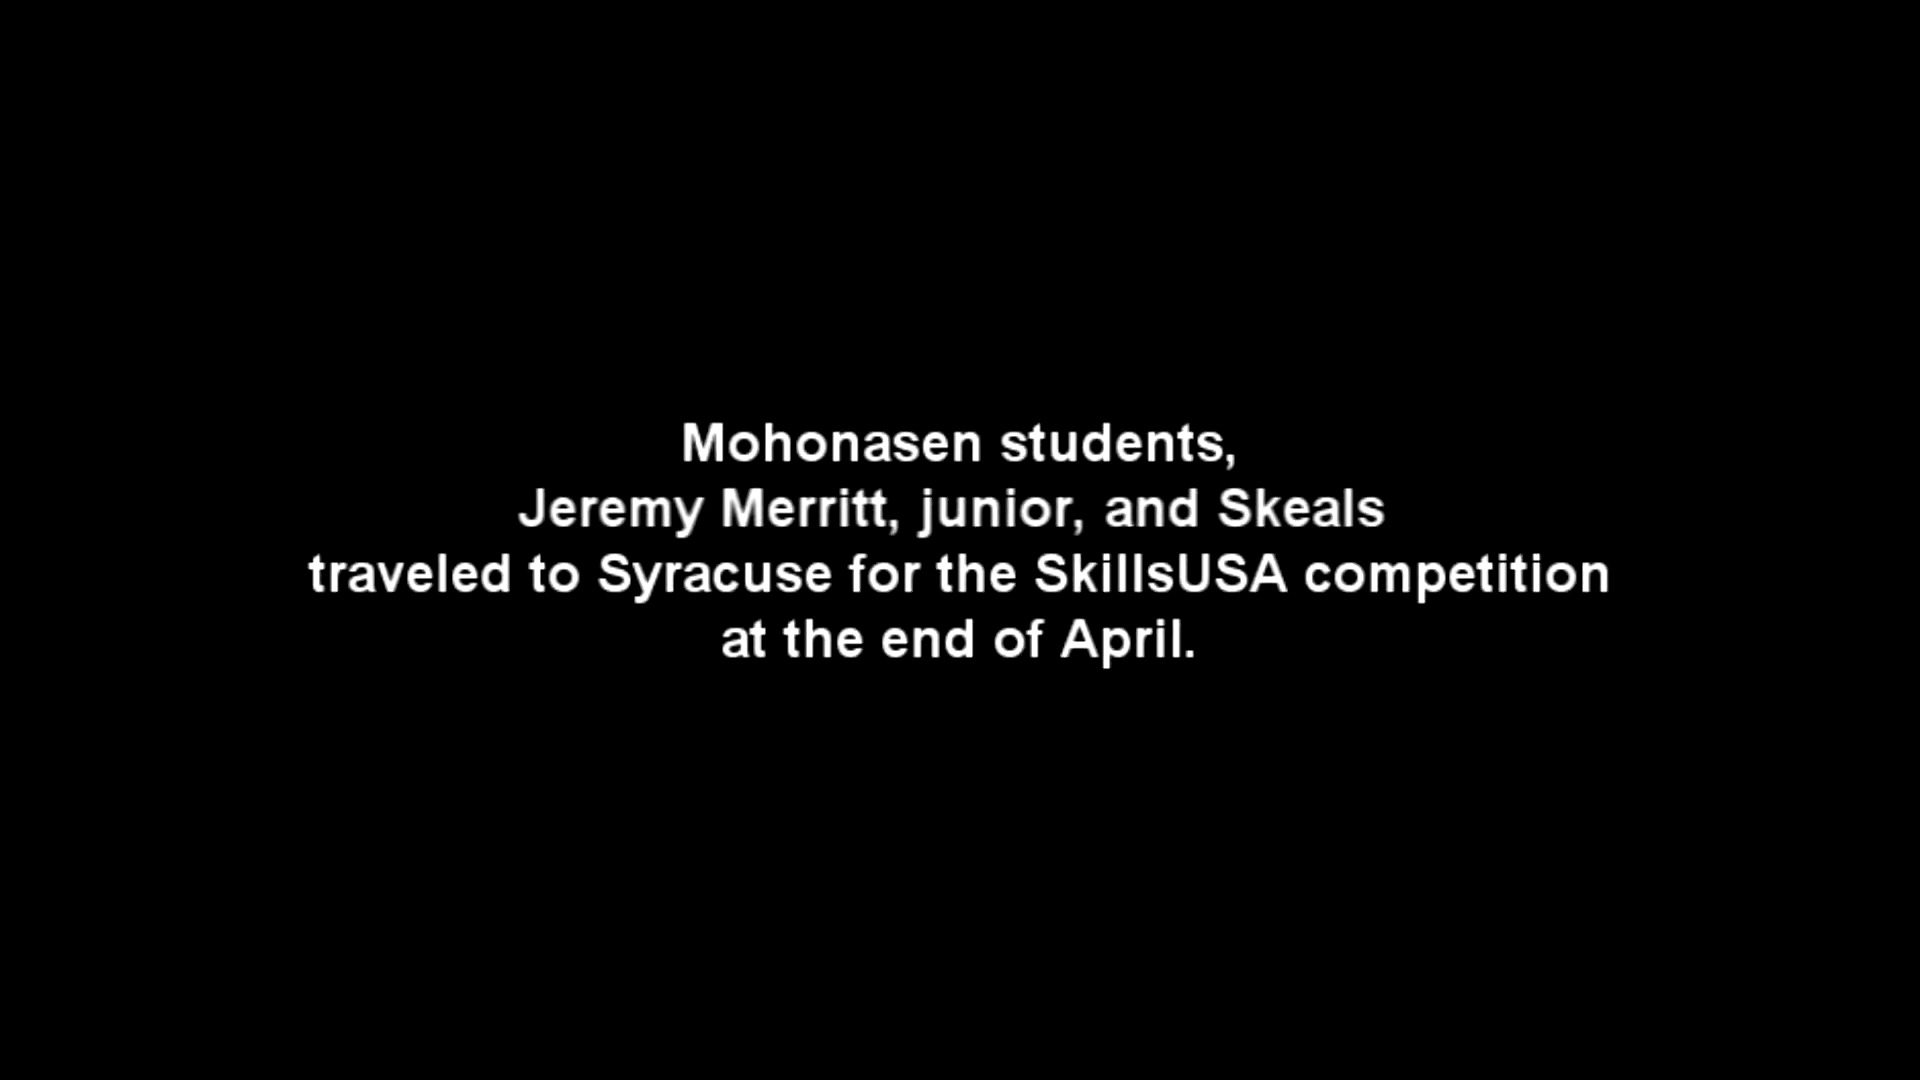 Mohonasen students,
Jeremy Merritt, junior, and Skeals
traveled to Syracuse for the SkillsUSA competition
at the end of April.